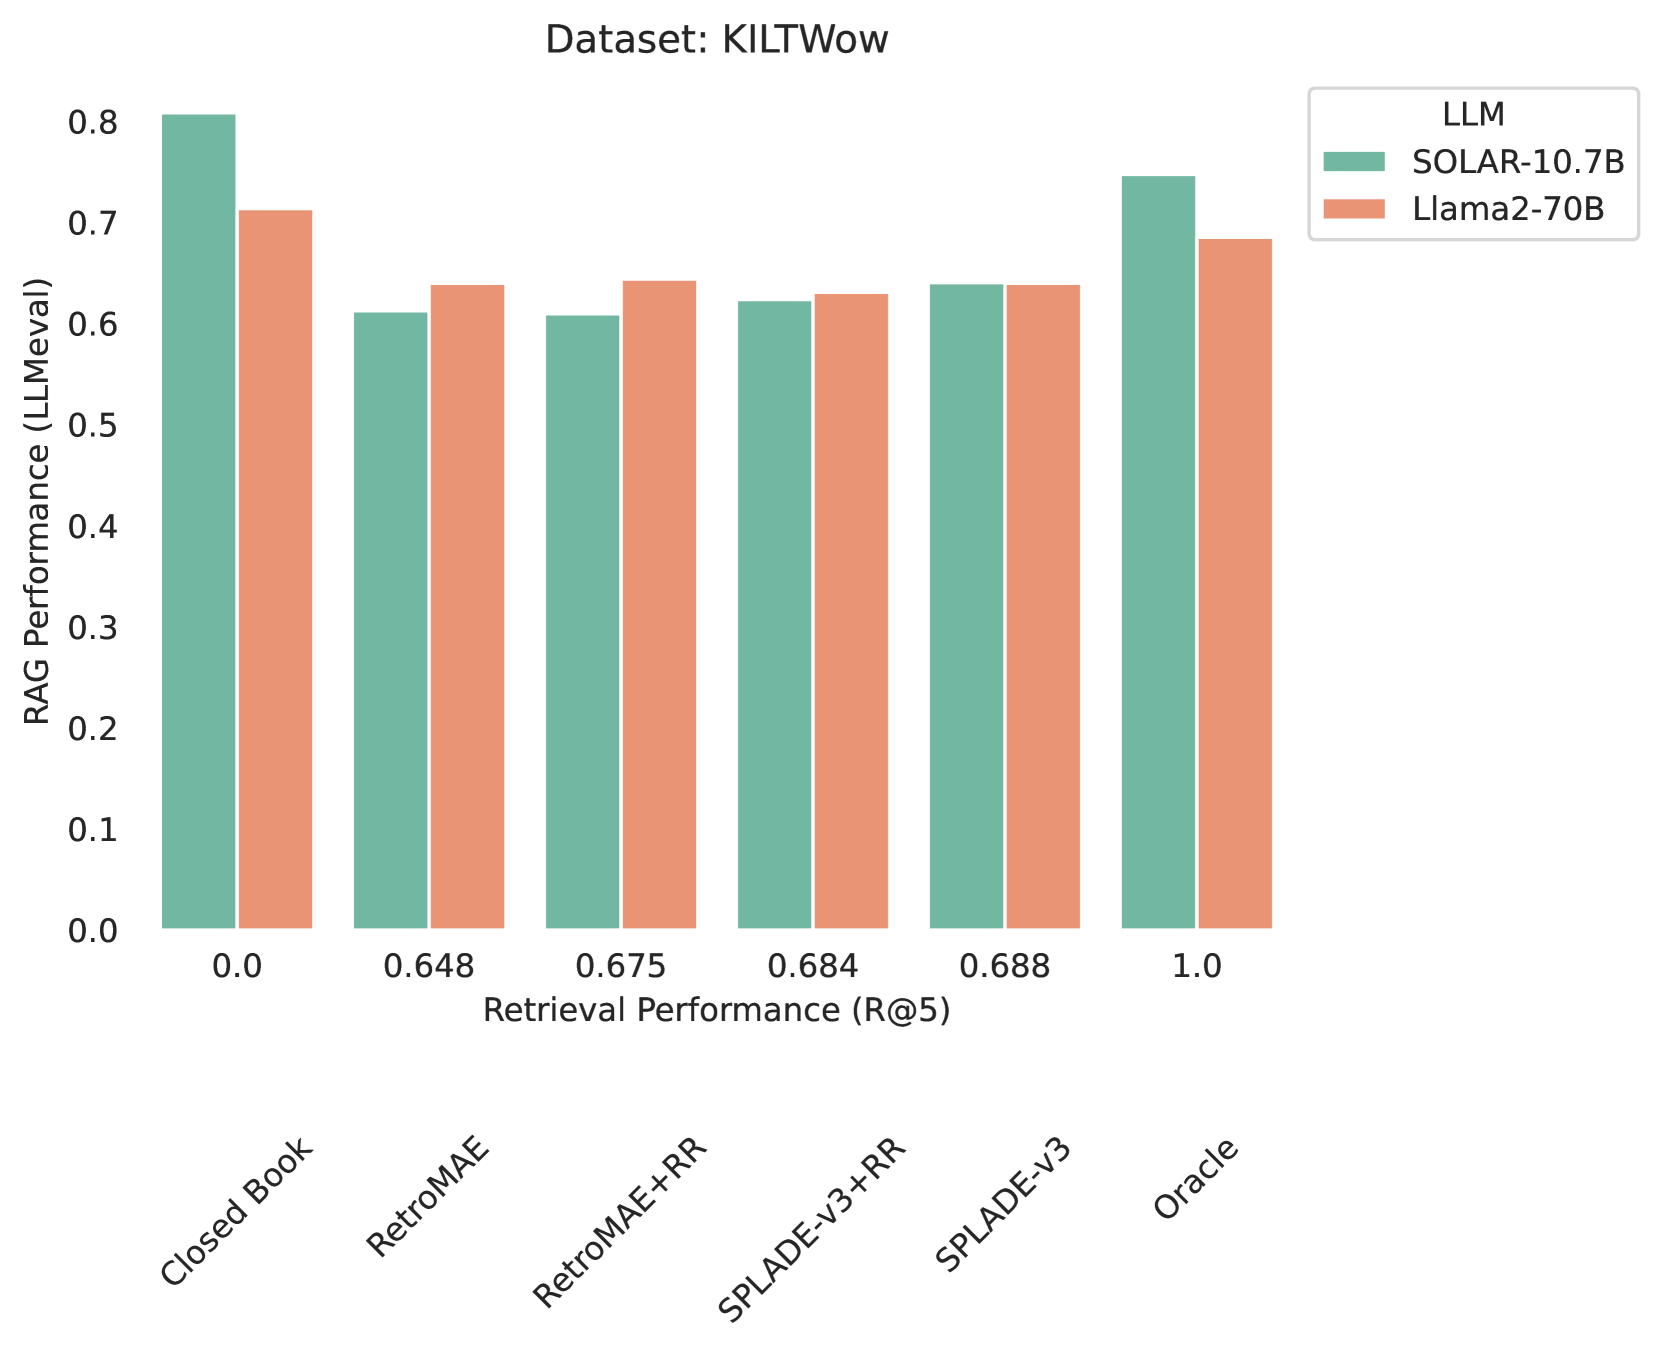 Dataset: KILTWow
LLM
SOLAR-10.7B
Llama2-70B
RAG Performance (LLMeval)
0.8
0.7
0.6
0.5
0.4
0.3
0.2
0.1
0.0
0.0 0.648 0.675 0.684 0.688 1.0
Retrieval Performance (R@5)
Closed Book
RetroMAE
RetroMAE+RR
SPLADE-v3+RR
SPLADE-v3
Oracle